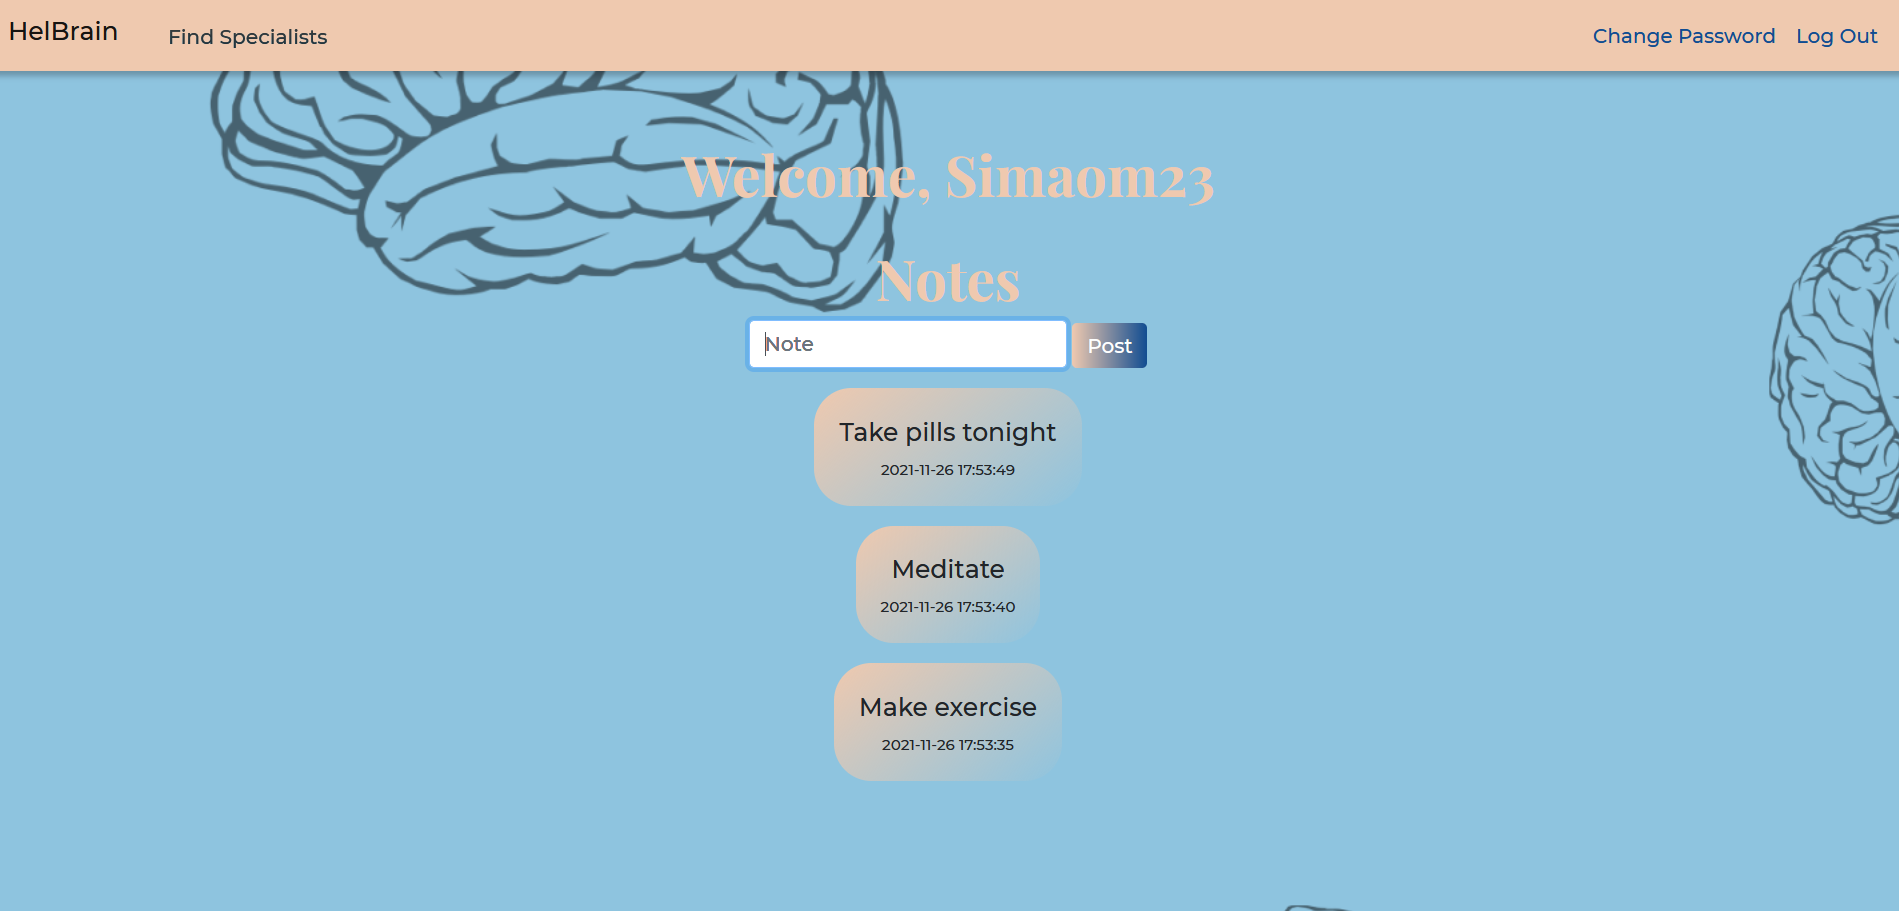 HelBrain
Find Specialists
Change Password
Log Out
Welcome, Simaom23
Notes
Note
Post
Take pills tonight
2021-11-26 17:53:49
Meditate
2021-11-26 17:53:40
Make exercise
2021-11-26 17:53:35